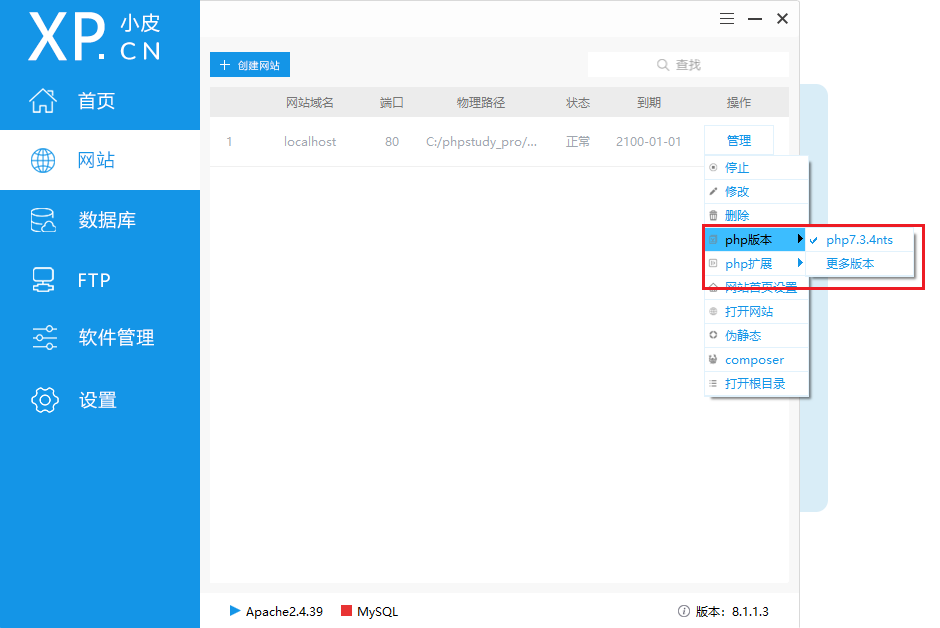 XP. 小皮
CN
首页
网站
数据库
FTP
软件管理
设置
创建网站
查找
网站域名 端口 物理路径 状态 到期 操作
1 localhost 80 C:/phpstudy_pro/... 正常 2100-01-01 管理
停止
修改
删除
php版本 php7.3.4nts
php扩展 更多版本
网站首页设置
打开网站
伪静态
composer
打开根目录
Apache2.4.39 MySQL 版本：8.1.1.3